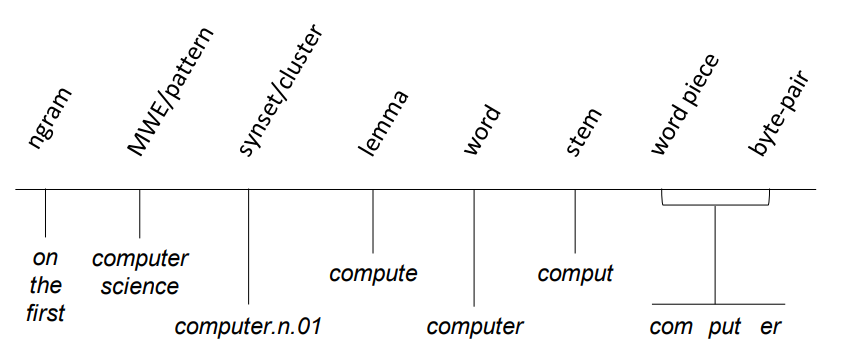 ngram
MWE/pattern
synset/cluster
lemma
word
stem
word piece
byte-pair
on
the
first
computer
science
computer.n.01
compute
computer
comput
com put er